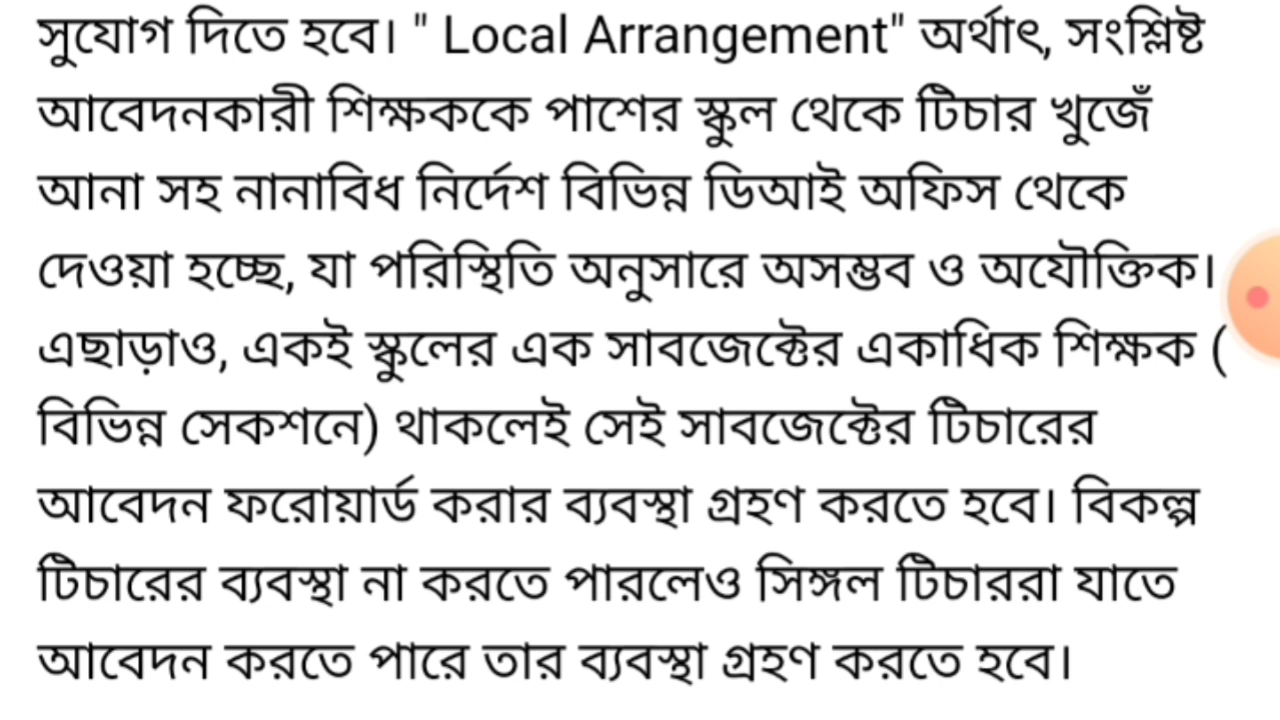 সুযোগ দিতে হবে। " Local Arrangement" অর্থাৎ, সংশ্লিষ্ট
আবেদনকারী শিক্ষককে পাশের স্কুল থেকে টিচার খুজেঁ
আনা সহ নানাবিধ নির্দেশ বিভিন্ন ডিআই অফিস থেকে
দেওয়া হচ্ছে, যা পরিস্থিতি অনুসারে অসম্ভব ও অযৌক্তিক।
এছাড়াও, একই স্কুলের এক সাবজেক্টের একাধিক শিক্ষক (
বিভিন্ন সেকশনে) থাকলেই সেই সাবজেক্টের টিচারের
আবেদন ফরোয়ার্ড করার ব্যবস্থা গ্রহণ করতে হবে। বিকল্প
টিচারের ব্যবস্থা না করতে পারলেও সিঙ্গল টিচাররা যাতে
আবেদন করতে পারে তার ব্যবস্থা গ্রহণ করতে হবে।